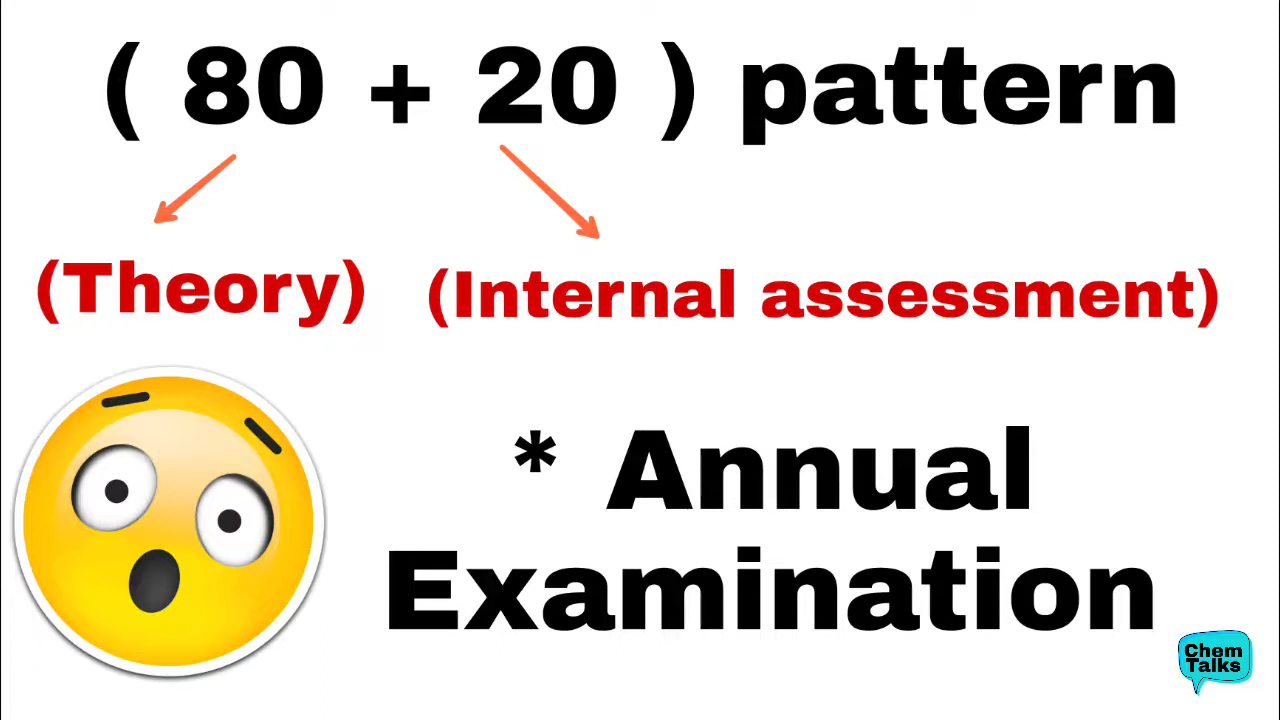 ( 80 + 20 ) pattern
(Theory) (Internal assessment)
* Annual
Examination
Chem
Talks